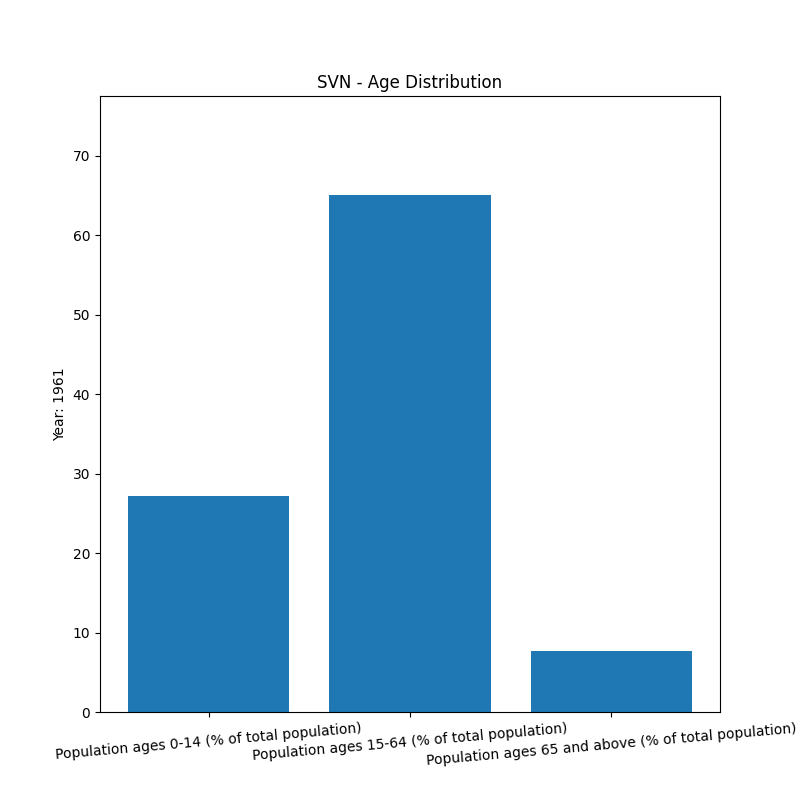 SVN - Age Distribution
Year: 1961
70
60
50
40
30
20
10
0
Population ages 0-14 (% of total population)
Population ages 15-64 (% of total population)
Population ages 65 and above (% of total population)